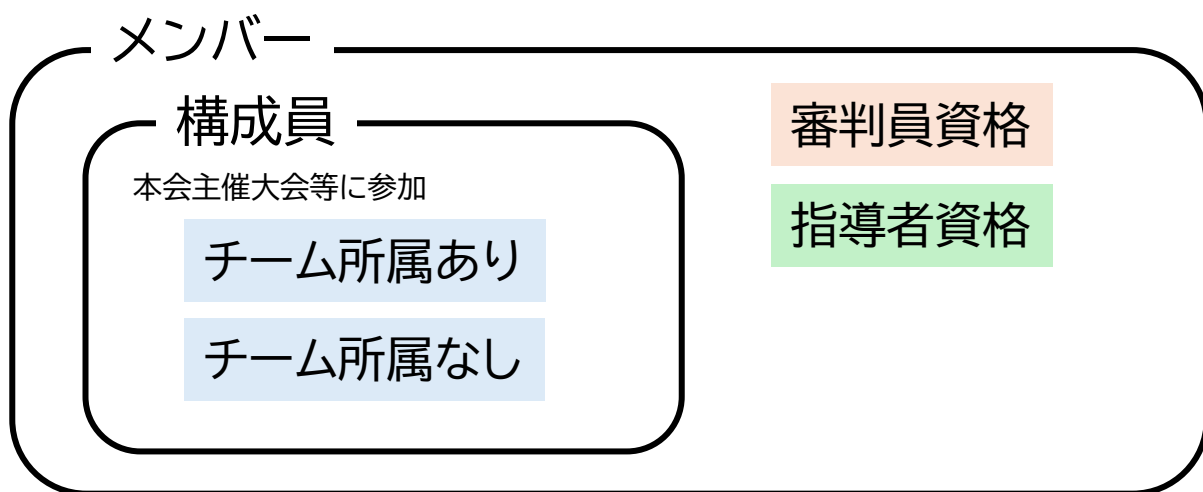 メンバー
構成員
本会主催大会等に参加
チーム所属あり
チーム所属なし
審判員資格
指導者資格